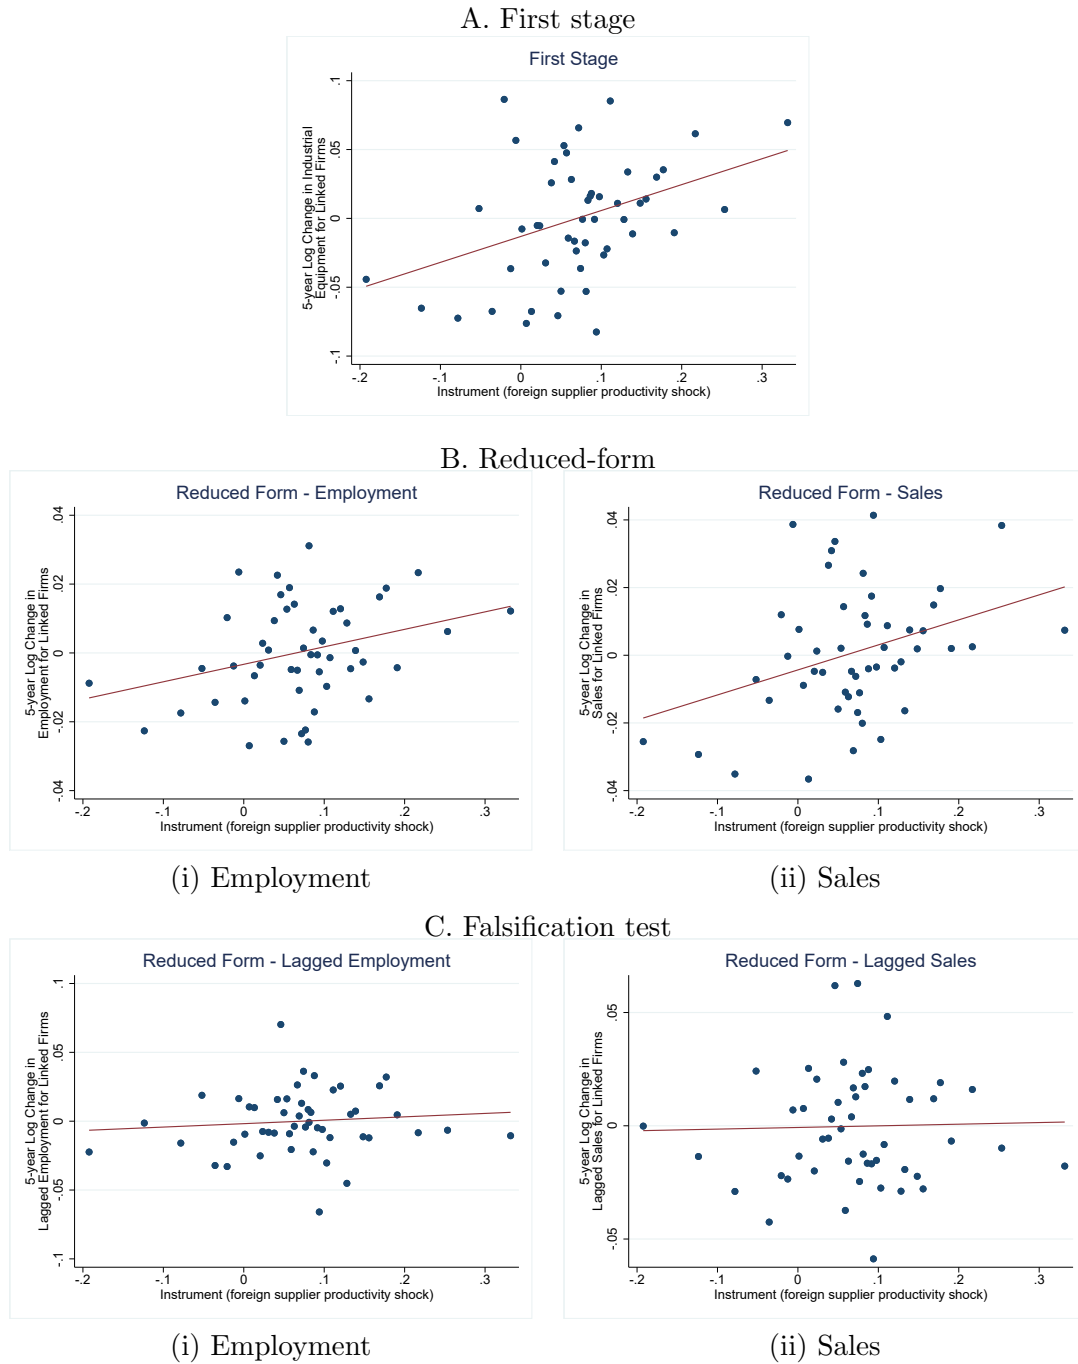 A. First stage
First Stage
5-year Log Change in Industrial
Equipment for Linked Firms
.1
.05
0
-.05
-.1
-.2
-.1
0
.1
.2
.3
Instrument (foreign supplier productivity shock)
B. Reduced-form
Reduced Form - Employment
5-year Log Change in
Employment for Linked Firms
.04
.02
0
-.02
-.04
-.2
-.1
0
.1
.2
.3
Instrument (foreign supplier productivity shock)
(i) Employment
Reduced Form - Sales
5-year Log Change in
Sales for Linked Firms
.04
.02
0
-.02
-.04
-.2
-.1
0
.1
.2
.3
Instrument (foreign supplier productivity shock)
(ii) Sales
C. Falsification test
Reduced Form - Lagged Employment
5-year Log Change in
Lagged Employment for Linked Firms
.1
.05
0
-.05
-.1
-.2
-.1
0
.1
.2
.3
Instrument (foreign supplier productivity shock)
(i) Employment
Reduced Form - Lagged Sales
5-year Log Change in
Lagged Sales for Linked Firms
.05
0
-.05
-.2
-.1
0
.1
.2
.3
Instrument (foreign supplier productivity shock)
(ii) Sales